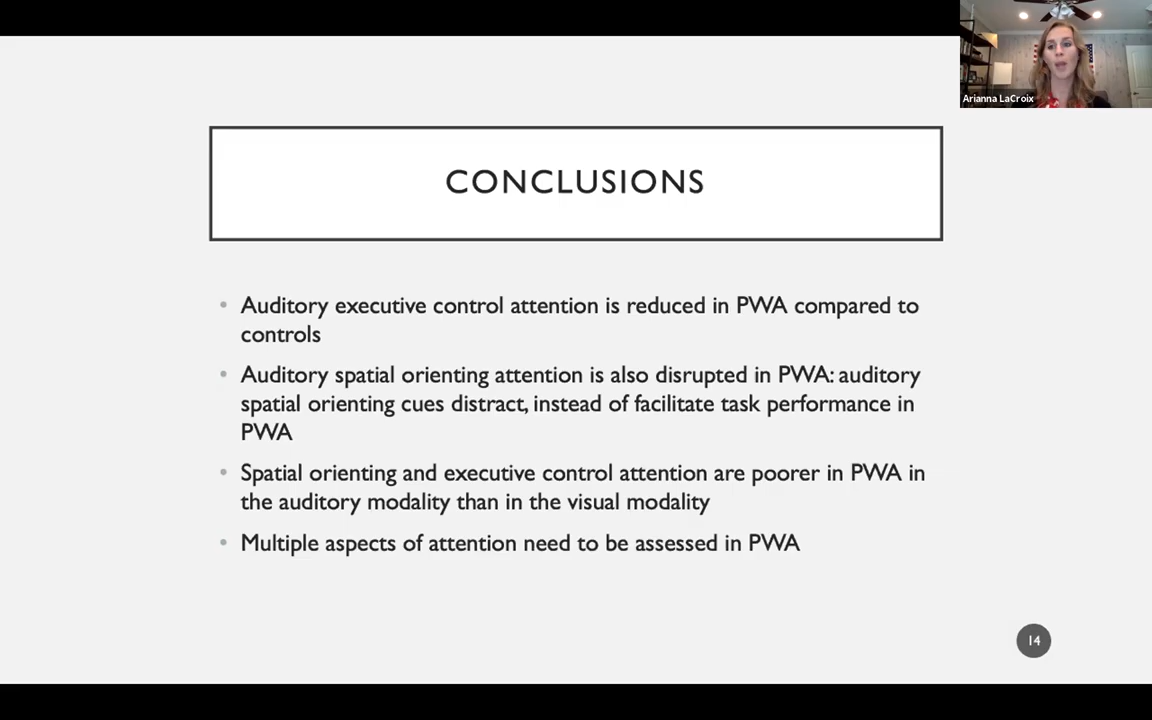 Arianna LaCroix
CONCLUSIONS
• Auditory executive control attention is reduced in PWA compared to
controls
• Auditory spatial orienting attention is also disrupted in PWA: auditory
spatial orienting cues distract, instead of facilitate task performance in
PWA
• Spatial orienting and executive control attention are poorer in PWA in
the auditory modality than in the visual modality
• Multiple aspects of attention need to be assessed in PWA
14